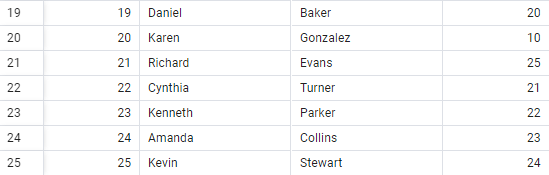 19 19 Daniel Baker 20
20 20 Karen Gonzalez 10
21 21 Richard Evans 25
22 22 Cynthia Turner 21
23 23 Kenneth Parker 22
24 24 Amanda Collins 23
25 25 Kevin Stewart 24